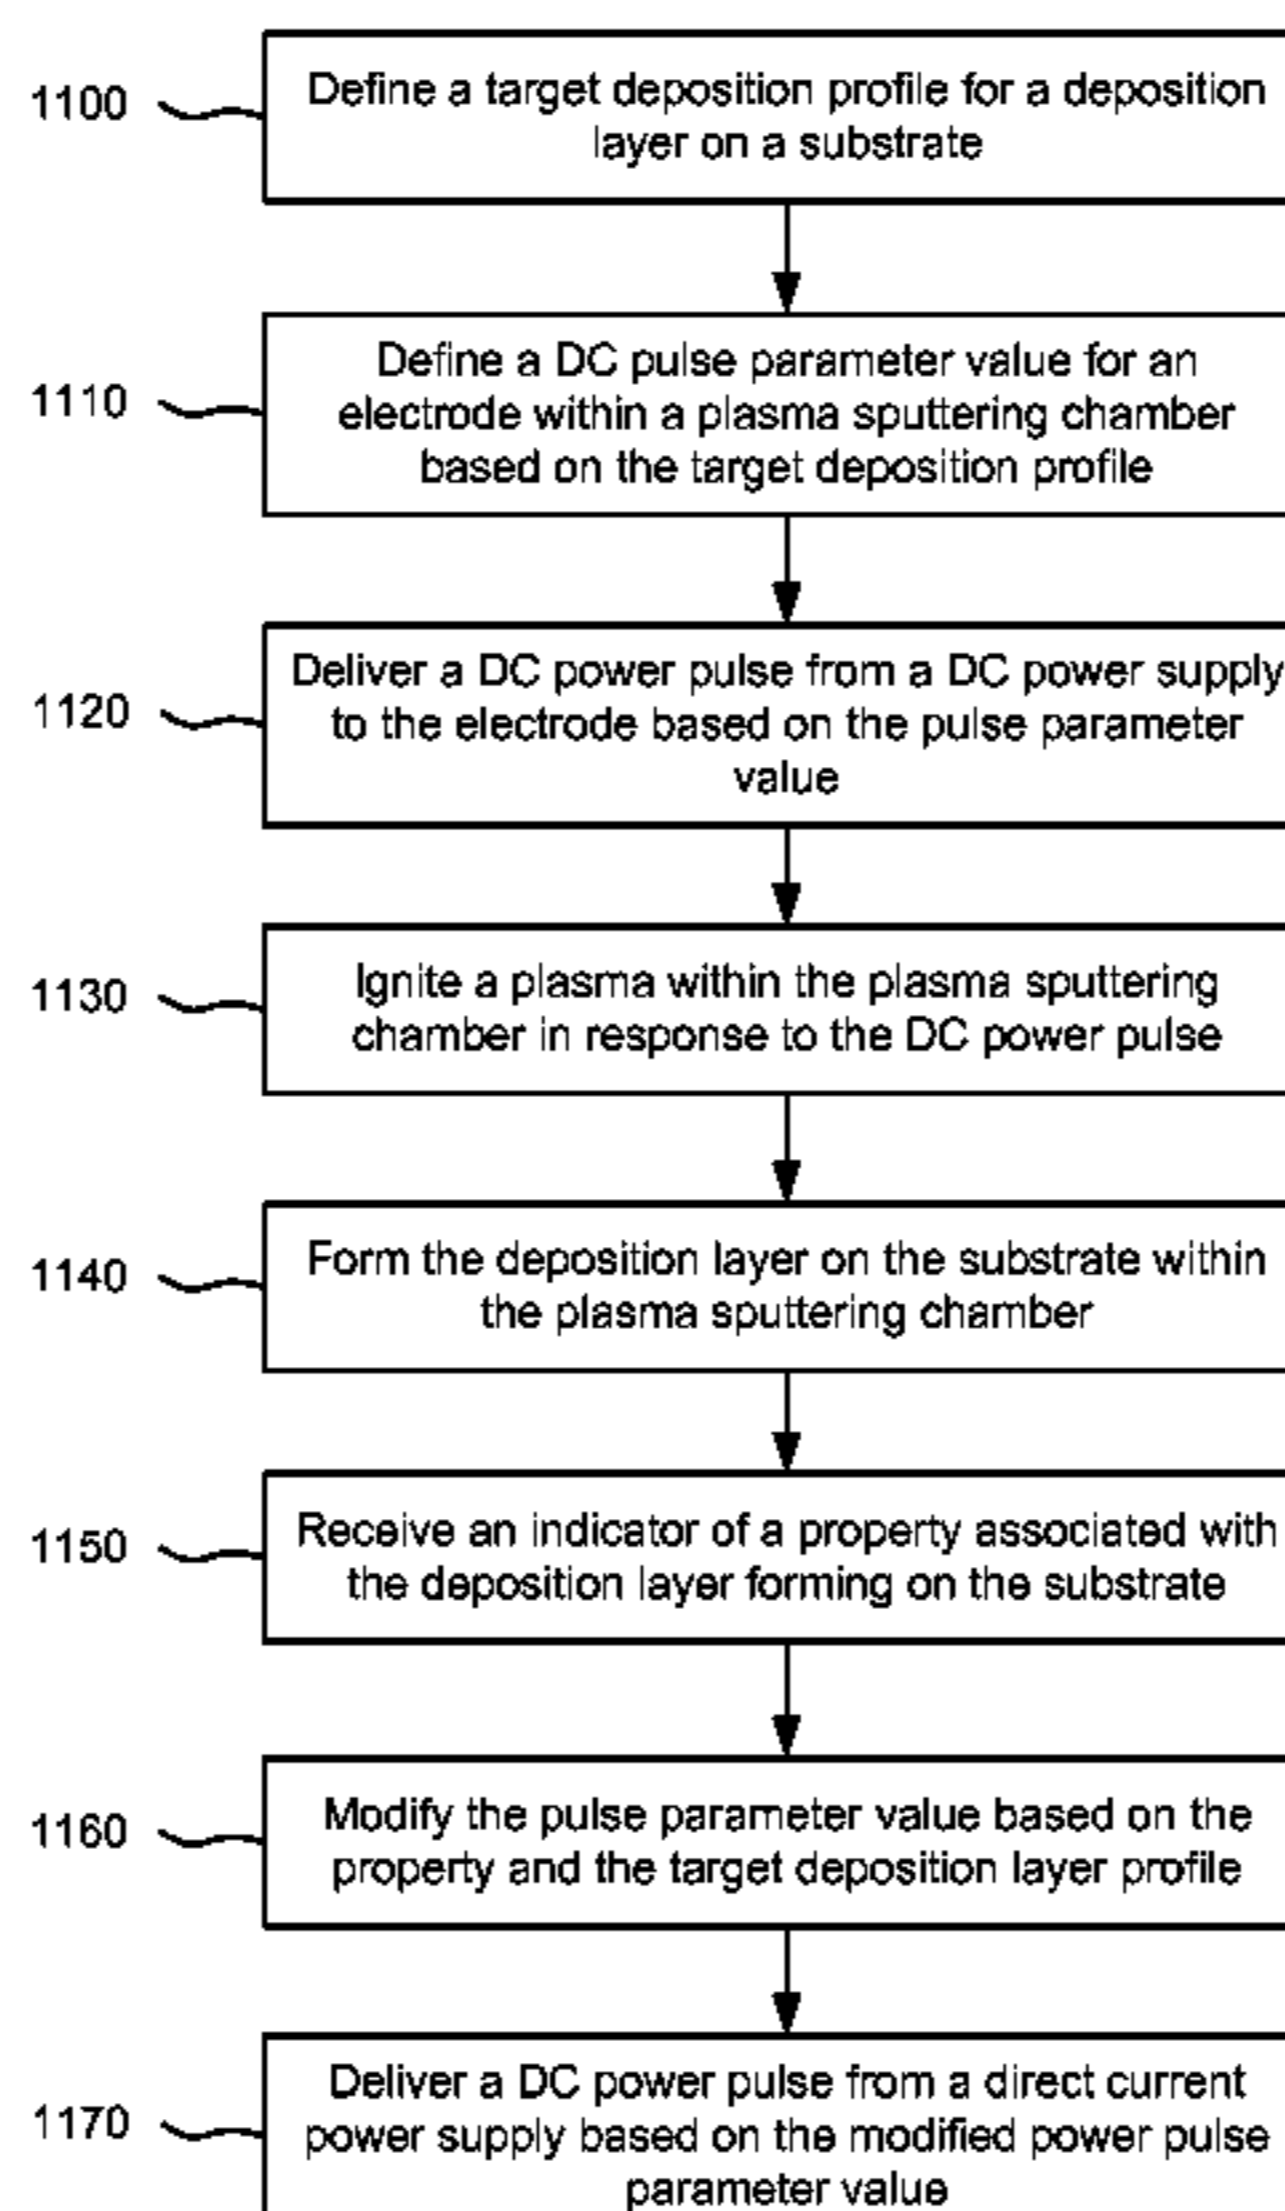 1100
Define a target deposition profile for a deposition
layer on a substrate
1110
Define a DC pulse parameter value for an
electrode within a plasma sputtering chamber
based on the target deposition profile
1120
Deliver a DC power pulse from a DC power supply
to the electrode based on the pulse parameter
value
1130
Ignite a plasma within the plasma sputtering
chamber in response to the DC power pulse
1140
Form the deposition layer on the substrate within
the plasma sputtering chamber
1150
Receive an indicator of a property associated with
the deposition layer forming on the substrate
1160
Modify the pulse parameter value based on the
property and the target deposition layer profile
1170
Deliver a DC power pulse from a direct current
power supply based on the modified power pulse
parameter value